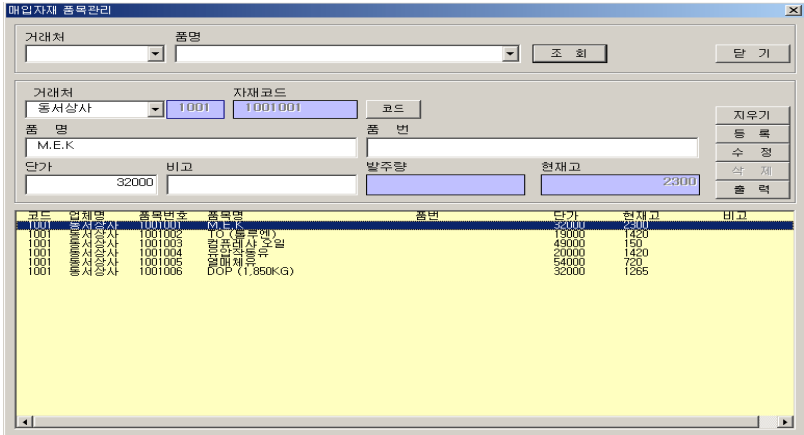 매입자재 품목관리
거래처 품명
조 회 닫 기
거래처 자재코드
동서상사 1001 1001001 코드
지우기
품 명 품 번
등 록
M.E.K
수 정
단가 비고 발주량 현재고
삭 제
32000 2300
출 력
코드 업체명 품목번호 품목명 품번 단가 현재고 비고
1001 동서상사 1001001 M.E.K 32000 2300
1001 동서상사 1001002 TO (톨루엔) 19000 1420
1001 동서상사 1001003 컴프레샤 오일 49000 150
1001 동서상사 1001004 유압작동유 20000 1420
1001 동서상사 1001005 열매체유 54000 720
1001 동서상사 1001006 DOP (1,850KG) 32000 1265